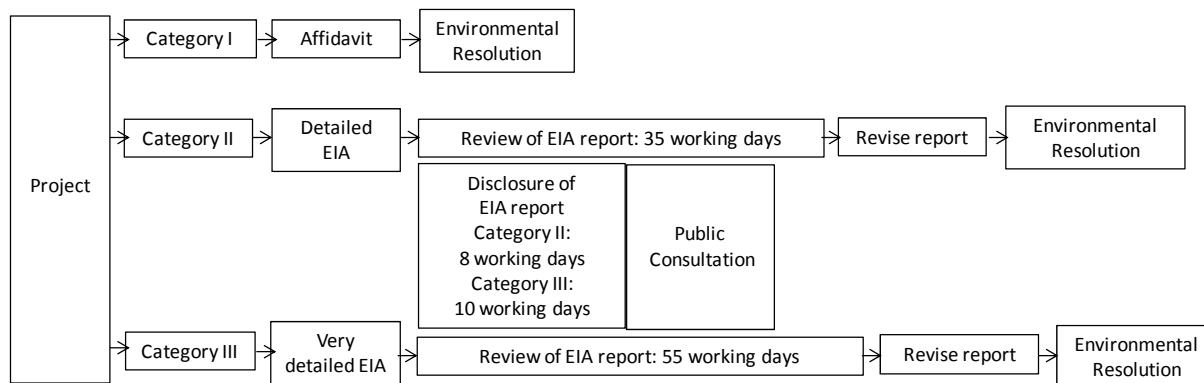 Project
Category I
Affidavit
Environmental
Resolution
Category II
Detailed
EIA
Review of EIA report: 35 working days
Revise report
Environmental
Resolution
Disclosure of
EIA report
Category II:
8 working days
Category III:
10 working days
Public
Consultation
Category III
Very
detailed EIA
Review of EIA report: 55 working days
Revise report
Environmental
Resolution